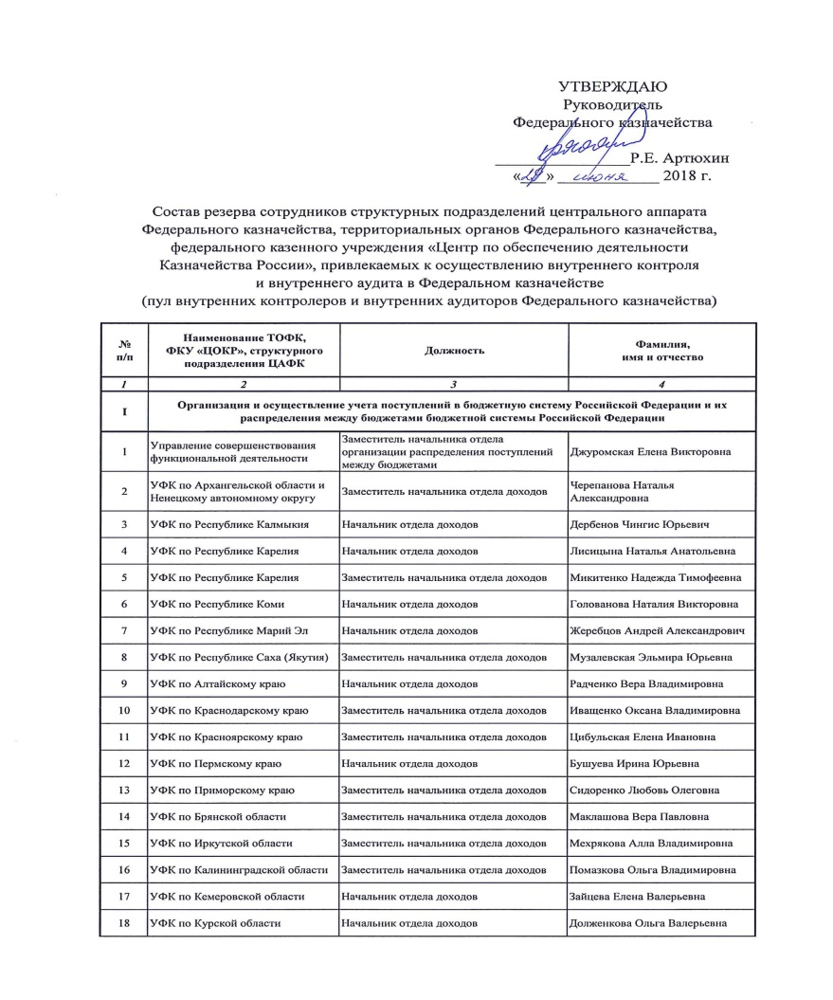 УТВЕРЖДАЮ
Руководитель
Федерального казначейства
Р.Е. Артюхин
«28» июня 2018 г.
Состав резерва сотрудников структурных подразделений центрального аппарата
Федерального казначейства, территориальных органов Федерального казначейства,
федерального казенного учреждения «Центр по обеспечению деятельности
Казначейства России», привлекаемых к осуществлению внутреннего контроля
и внутреннего аудита в Федеральном казначействе
(пул внутренних контролеров и внутренних аудиторов Федерального казначейства)
№ п/п Наименование ТОФК, ФКУ «ЦОКР», структурного подразделения ЦАФК Должность Фамилия, имя и отчество
1 2 3 4
I Организация и осуществление учета поступлений в бюджетную систему Российской Федерации и их
распределения между бюджетами бюджетной системы Российской Федерации
1 Управление совершенствования функциональной деятельности Заместитель начальника отдела организации распределения поступлений между бюджетами Джуромская Елена Викторовна
2 УФК по Архангельской области и Ненецкому автономному округу Заместитель начальника отдела доходов Черепанова Наталья Александровна
3 УФК по Республике Калмыкия Начальник отдела доходов Дербенов Чингис Юрьевич
4 УФК по Республике Карелия Начальник отдела доходов Лисицына Наталья Анатольевна
5 УФК по Республике Карелия Заместитель начальника отдела доходов Микитенко Надежда Тимофеевна
6 УФК по Республике Коми Начальник отдела доходов Голованова Наталия Викторовна
7 УФК по Республике Марий Эл Начальник отдела доходов Жеребцов Андрей Александрович
8 УФК по Республике Саха (Якутия) Заместитель начальника отдела доходов Музалевская Эльмира Юрьевна
9 УФК по Алтайскому краю Начальник отдела доходов Радченко Вера Владимировна
10 УФК по Краснодарскому краю Заместитель начальника отдела доходов Иващенко Оксана Владимировна
11 УФК по Красноярскому краю Заместитель начальника отдела доходов Цибульская Елена Ивановна
12 УФК по Пермскому краю Начальник отдела доходов Бушуева Ирина Юрьевна
13 УФК по Приморскому краю Заместитель начальника отдела доходов Сидоренко Любовь Олеговна
14 УФК по Брянской области Заместитель начальника отдела доходов Маклашова Вера Павловна
15 УФК по Иркутской области Заместитель начальника отдела доходов Мехрякова Алла Владимировна
16 УФК по Калининградской области Заместитель начальника отдела доходов Помазкова Ольга Владимировна
17 УФК по Кемеровской области Начальник отдела доходов Зайцева Елена Валерьевна
18 УФК по Курской области Начальник отдела доходов Долженкова Ольга Валерьевна